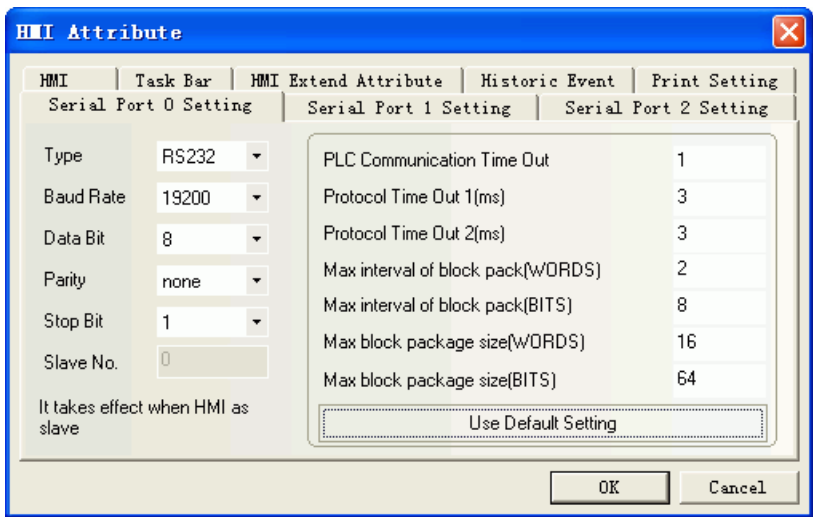 HMI Attribute
HMI
Task Bar
HMI Extend Attribute
Historic Event
Print Setting
Serial Port 0 Setting
Serial Port 1 Setting
Serial Port 2 Setting
Type
RS232
Baud Rate
19200
Data Bit
8
Parity
none
Stop Bit
1
Slave No.
0
It takes effect when HMI as
slave
PLC Communication Time Out
1
Protocol Time Out 1(ms)
3
Protocol Time Out 2(ms)
3
Max interval of block pack(WORDS)
2
Max interval of block pack(BITS)
8
Max block package size(WORDS)
16
Max block package size(BITS)
64
Use Default Setting
OK
Cancel